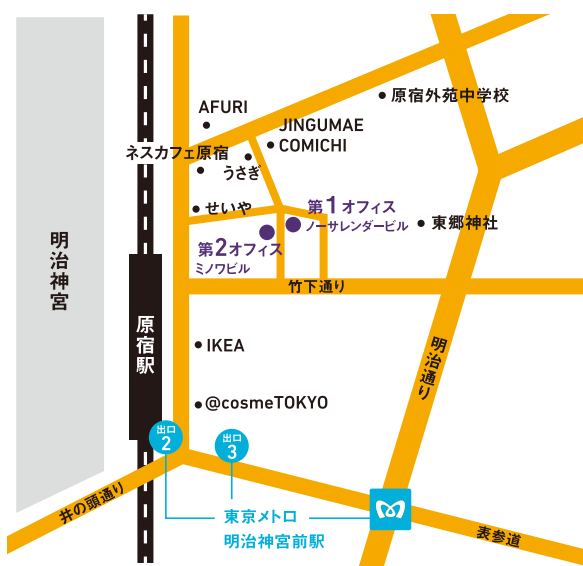 原宿外苑中学校
AFURI
JINGUMAE
COMICHI
ネスカフェ原宿
うさぎ
せいや
第1オフィス
ノーサレンダービル
東郷神社
第2オフィス
ミノワビル
明治神宮
竹下通り
原宿駅
IKEA
明治通り
@cosmeTOKYO
出口
2
出口
3
井の頭通り
東京メトロ
明治神宮前駅
表参道